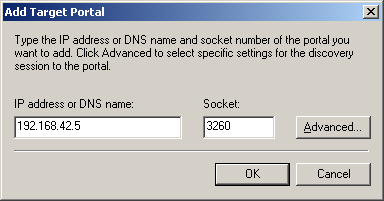 Add Target Portal
Type the IP address or DNS name and socket number of the portal you
want to add. Click Advanced to select specific settings for the discovery
session to the portal.
IP address or DNS name: Socket:
192.168.42.5 3260 Advanced...
OK Cancel